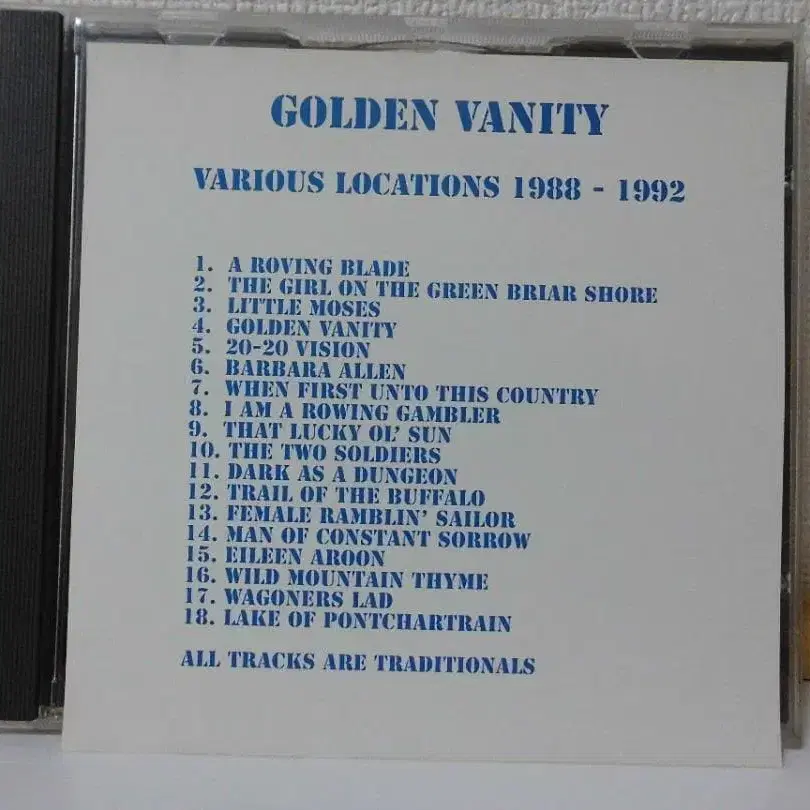 GOLDEN VANITY
VARIOUS LOCATIONS 1988 - 1992
1. A ROVING BLADE
2. THE GIRL ON THE GREEN BRIAR SHORE
3. LITTLE MOSES
4. GOLDEN VANITY
5. 20-20 VISION
6. BARBARA ALLEN
7. WHEN FIRST UNTO THIS COUNTRY
8. I AM A ROWING GAMBLER
9. THAT LUCKY OL' SUN
10. THE TWO SOLDIERS
11. DARK AS A DUNGEON
12. TRAIL OF THE BUFFALO
13. FEMALE RAMBLIN' SAILOR
14. MAN OF CONSTANT SORROW
15. EILEEN AROON
16. WILD MOUNTAIN THYME
17. WAGONERS LAD
18. LAKE OF PONTCHARTRAIN
ALL TRACKS ARE TRADITIONALS